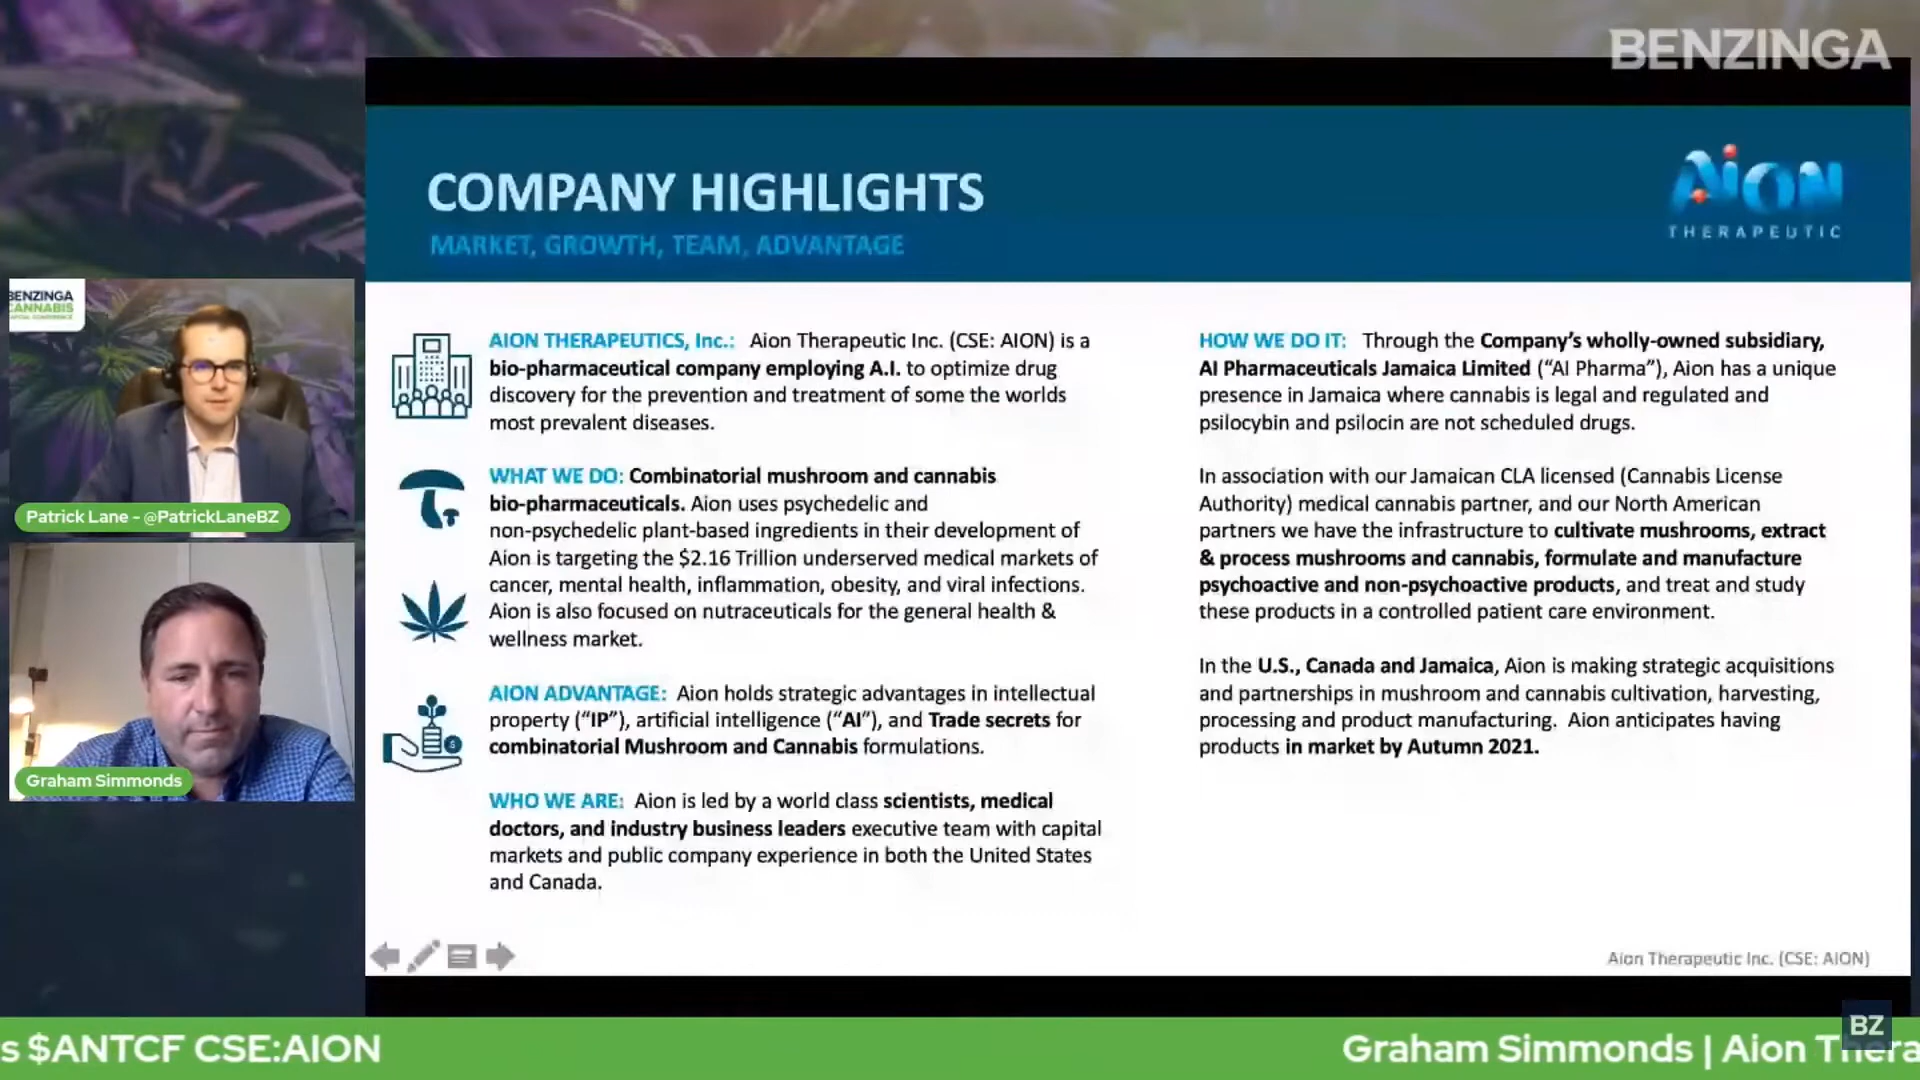 BENZINGA
COMPANY HIGHLIGHTS
MARKET, GROWTH, TEAM, ADVANTAGE
AiON
THERAPEUTIC
BENZINGA
CANNABIS
Patrick Lane - @PatrickLaneBZ
Graham Simmonds
AION THERAPEUTICS, Inc.: Aion Therapeutic Inc. (CSE: AION) is a
bio-pharmaceutical company employing A.I. to optimize drug
discovery for the prevention and treatment of some the worlds
most prevalent diseases.
WHAT WE DO: Combinatorial mushroom and cannabis
bio-pharmaceuticals. Aion uses psychedelic and
non-psychedelic plant-based ingredients in their development of
Aion is targeting the $2.16 Trillion underserved medical markets of
cancer, mental health, inflammation, obesity, and viral infections.
Aion is also focused on nutraceuticals for the general health &
wellness market.
AION ADVANTAGE: Aion holds strategic advantages in intellectual
property (“IP”), artificial intelligence (“AI”), and Trade secrets for
combinatorial Mushroom and Cannabis formulations.
WHO WE ARE: Aion is led by a world class scientists, medical
doctors, and industry business leaders executive team with capital
markets and public company experience in both the United States
and Canada.
HOW WE DO IT: Through the Company’s wholly-owned subsidiary,
AI Pharmaceuticals Jamaica Limited (“AI Pharma”), Aion has a unique
presence in Jamaica where cannabis is legal and regulated and
psilocybin and psilocin are not scheduled drugs.
In association with our Jamaican CLA licensed (Cannabis License
Authority) medical cannabis partner, and our North American
partners we have the infrastructure to cultivate mushrooms, extract
& process mushrooms and cannabis, formulate and manufacture
psychoactive and non-psychoactive products, and treat and study
these products in a controlled patient care environment.
In the U.S., Canada and Jamaica, Aion is making strategic acquisitions
and partnerships in mushroom and cannabis cultivation, harvesting,
processing and product manufacturing. Aion anticipates having
products in market by Autumn 2021.
Aion Therapeutic Inc. (CSE: AION)
BZ
s $ANTCF CSE:AION
Graham Simmonds | Aion Thera